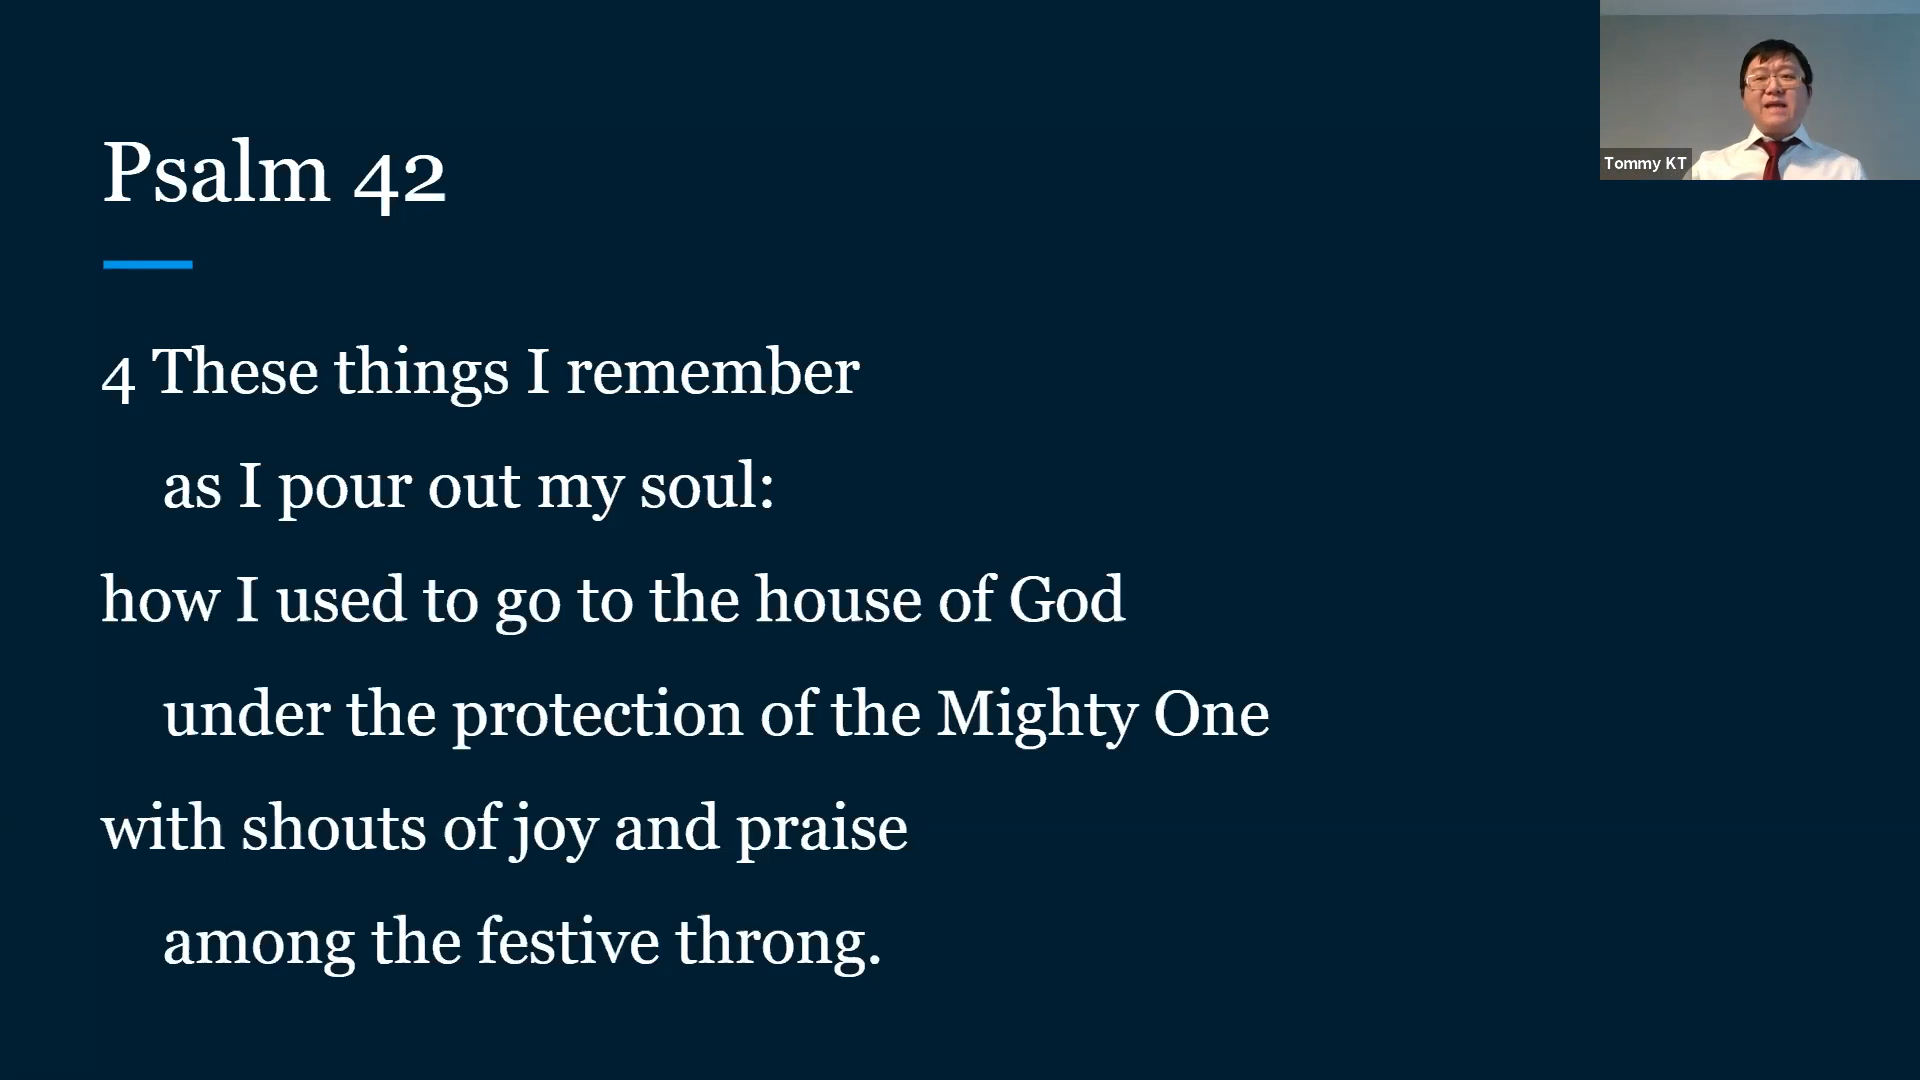 Psalm 42
4 These things I remember
as I pour out my soul:
how I used to go to the house of God
under the protection of the Mighty One
with shouts of joy and praise
among the festive throng.
Tommy KT